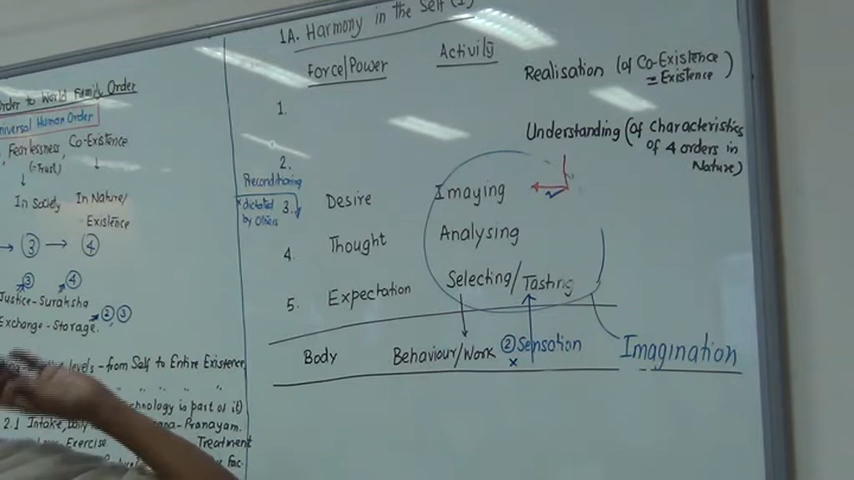 Order to World Family Order
Universal Human Order
Fearlessness, Co-Existence
(=Trust)
In Society In Nature/
Existence
→ 3 → 4
3 4
Justice-Suraksha
2 3
Exchange-Storage.
levels - from Self to Entire Existence
Technology is part of it)
2.1 Intake, Pranayam.
Exercise Treatment
1A. Harmony in the Self (I)
Force/Power Activity
1. Realisation (of Co-Existence
= Existence)
2. Understanding (of characteristics
of 4 orders in
Nature)
Preconditioning
dictated
by Others
3. Desire Imaging
4. Thought Analysing
5. Expectation Selecting/Tasting
Body Behaviour/Work 2 Sensation
x
Imagination